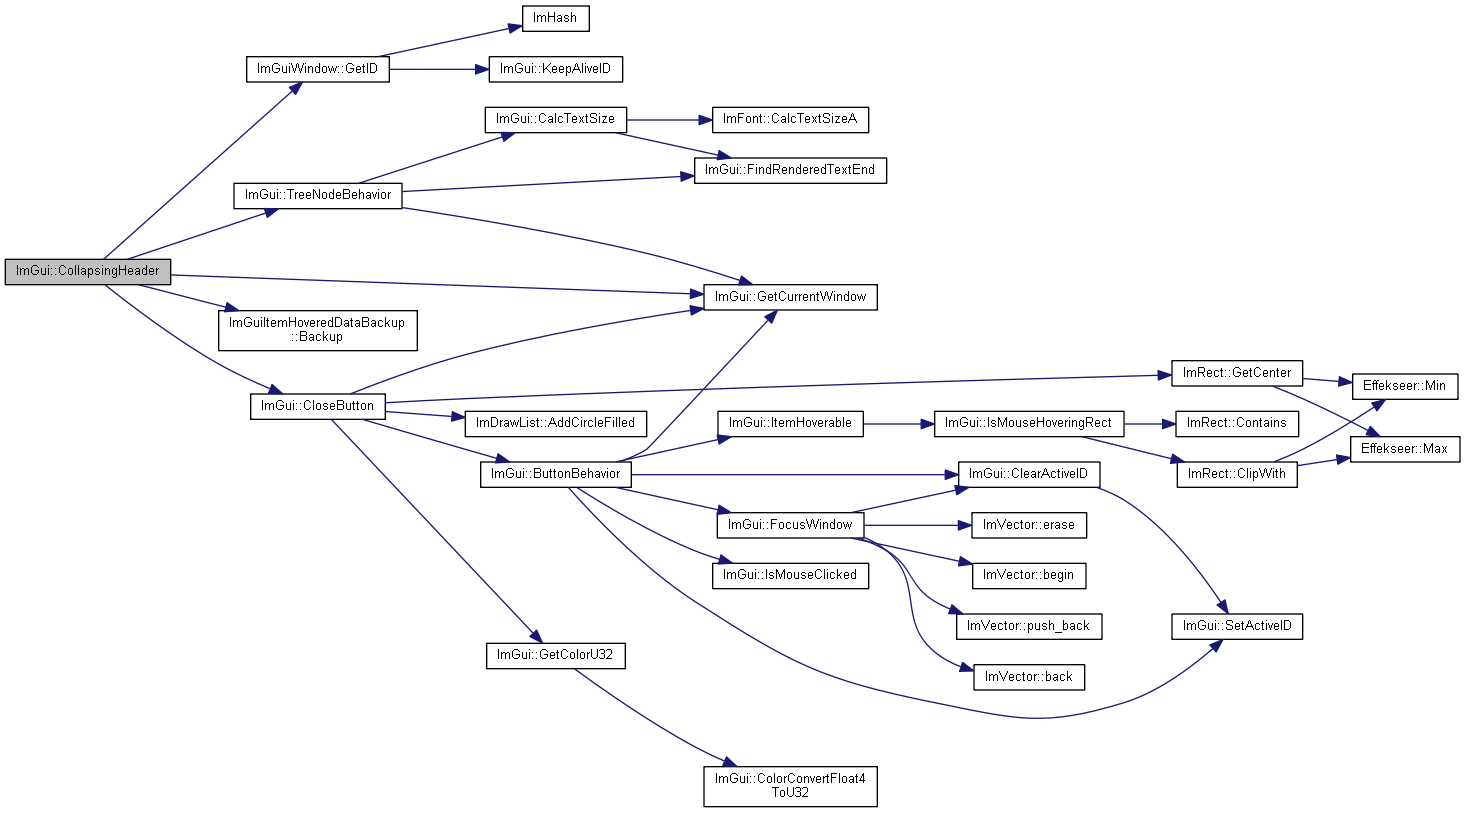 ImHash
ImGuiWindow::GetID
ImGui::KeepAliveID
ImGui::CalcTextSize
ImFont::CalcTextSizeA
ImGui::FindRenderedTextEnd
ImGui::TreeNodeBehavior
ImGui::CollapsingHeader
ImGui::GetCurrentWindow
ImGuiItemHoveredDataBackup
::Backup
ImRect::GetCenter
Effekseer::Min
ImGui::CloseButton
ImDrawList::AddCircleFilled
ImGui::ItemHoverable
ImGui::IsMouseHoveringRect
ImRect::Contains
Effekseer::Max
ImGui::ButtonBehavior
ImGui::ClearActiveID
ImRect::ClipWith
ImGui::FocusWindow
ImVector::erase
ImGui::IsMouseClicked
ImVector::begin
ImVector::push_back
ImGui::SetActiveID
ImGui::GetColorU32
ImVector::back
ImGui::ColorConvertFloat4
ToU32